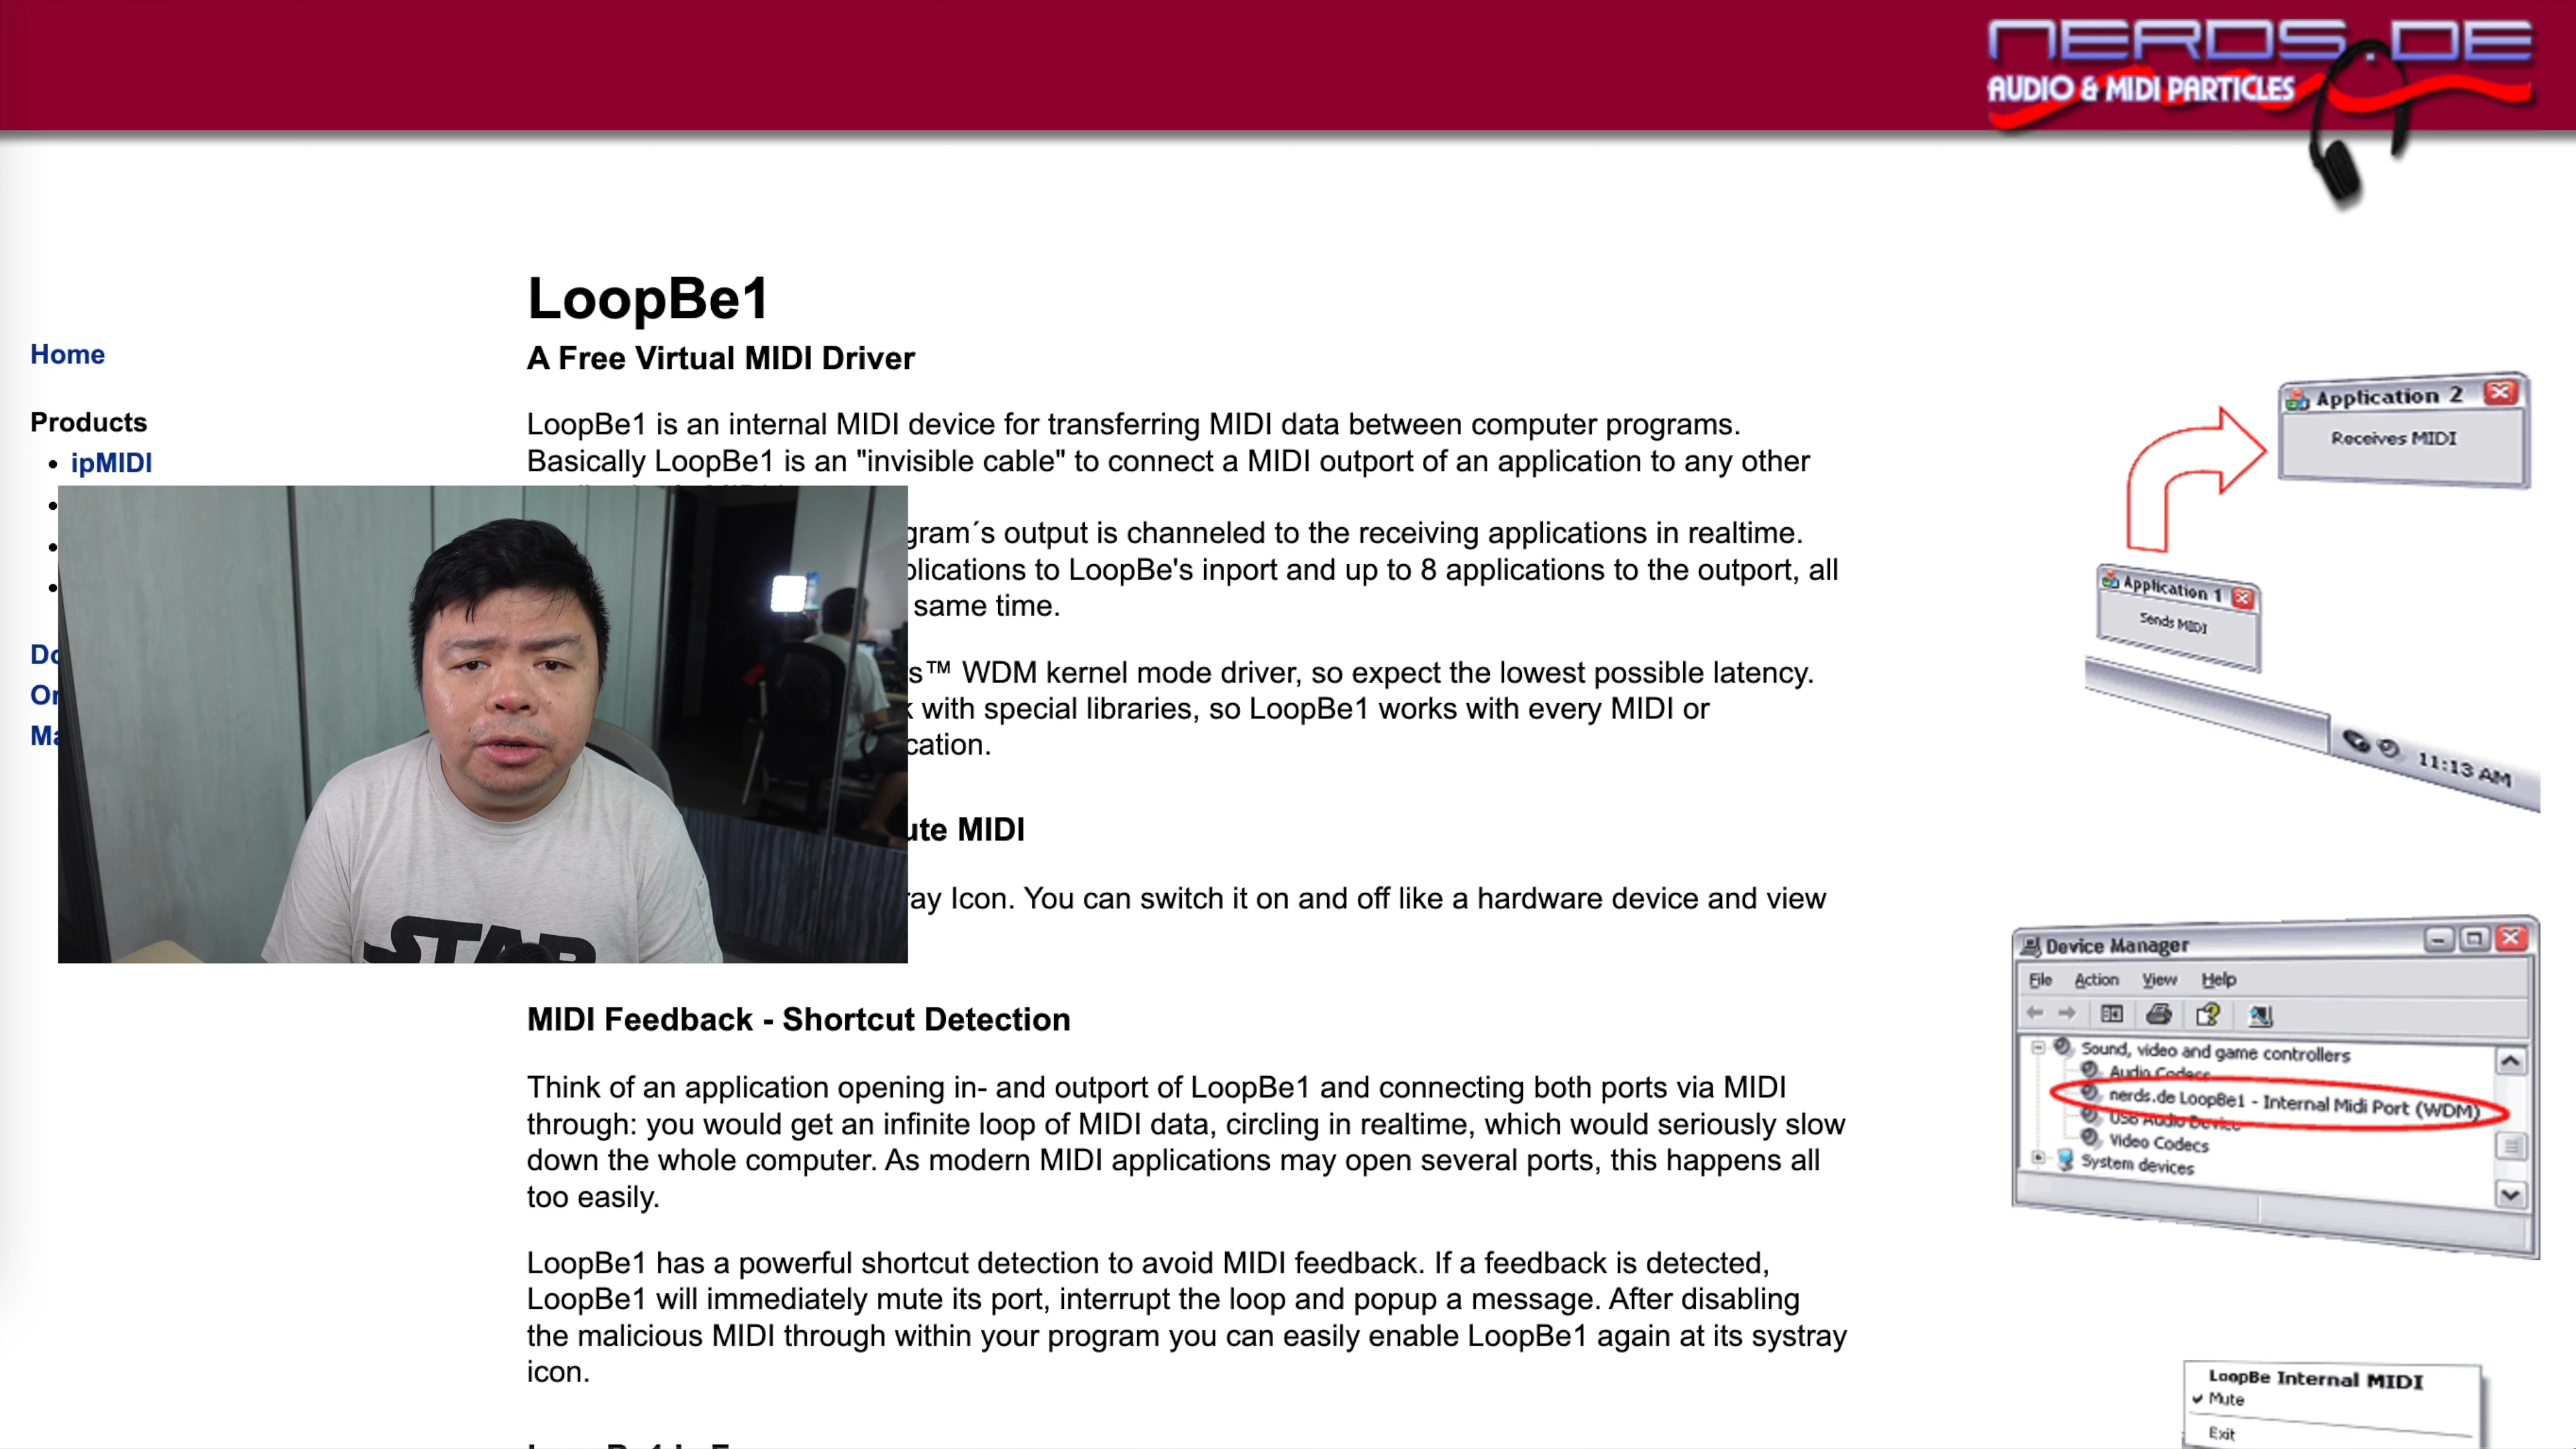 NERDS.DE
AUDIO & MIDI PARTICLES
LoopBe1
A Free Virtual MIDI Driver
Home
Products
ipMIDI
LoopBe1 is an internal MIDI device for transferring MIDI data between computer programs.
Basically LoopBe1 is an "invisible cable" to connect a MIDI outport of an application to any other
gram´s output is channeled to the receiving applications in realtime.
plications to LoopBe's inport and up to 8 applications to the outport, all
same time.
s™ WDM kernel mode driver, so expect the lowest possible latency.
with special libraries, so LoopBe1 works with every MIDI or
cation.
ute MIDI
ray Icon. You can switch it on and off like a hardware device and view
MIDI Feedback - Shortcut Detection
Think of an application opening in- and outport of LoopBe1 and connecting both ports via MIDI
through: you would get an infinite loop of MIDI data, circling in realtime, which would seriously slow
down the whole computer. As modern MIDI applications may open several ports, this happens all
too easily.
LoopBe1 has a powerful shortcut detection to avoid MIDI feedback. If a feedback is detected,
LoopBe1 will immediately mute its port, interrupt the loop and popup a message. After disabling
the malicious MIDI through within your program you can easily enable LoopBe1 again at its systray
icon.
Application 2
Receives MIDI
Application 1
Sends MIDI
11:13 AM
Device Manager
File Action View Help
Sound, video and game controllers
Audio Codecs
nerds.de LoopBe1 - Internal Midi Port (WDM)
USB Audio Device
Video Codecs
System devices
LoopBe Internal MIDI
Mute
Exit
STAR